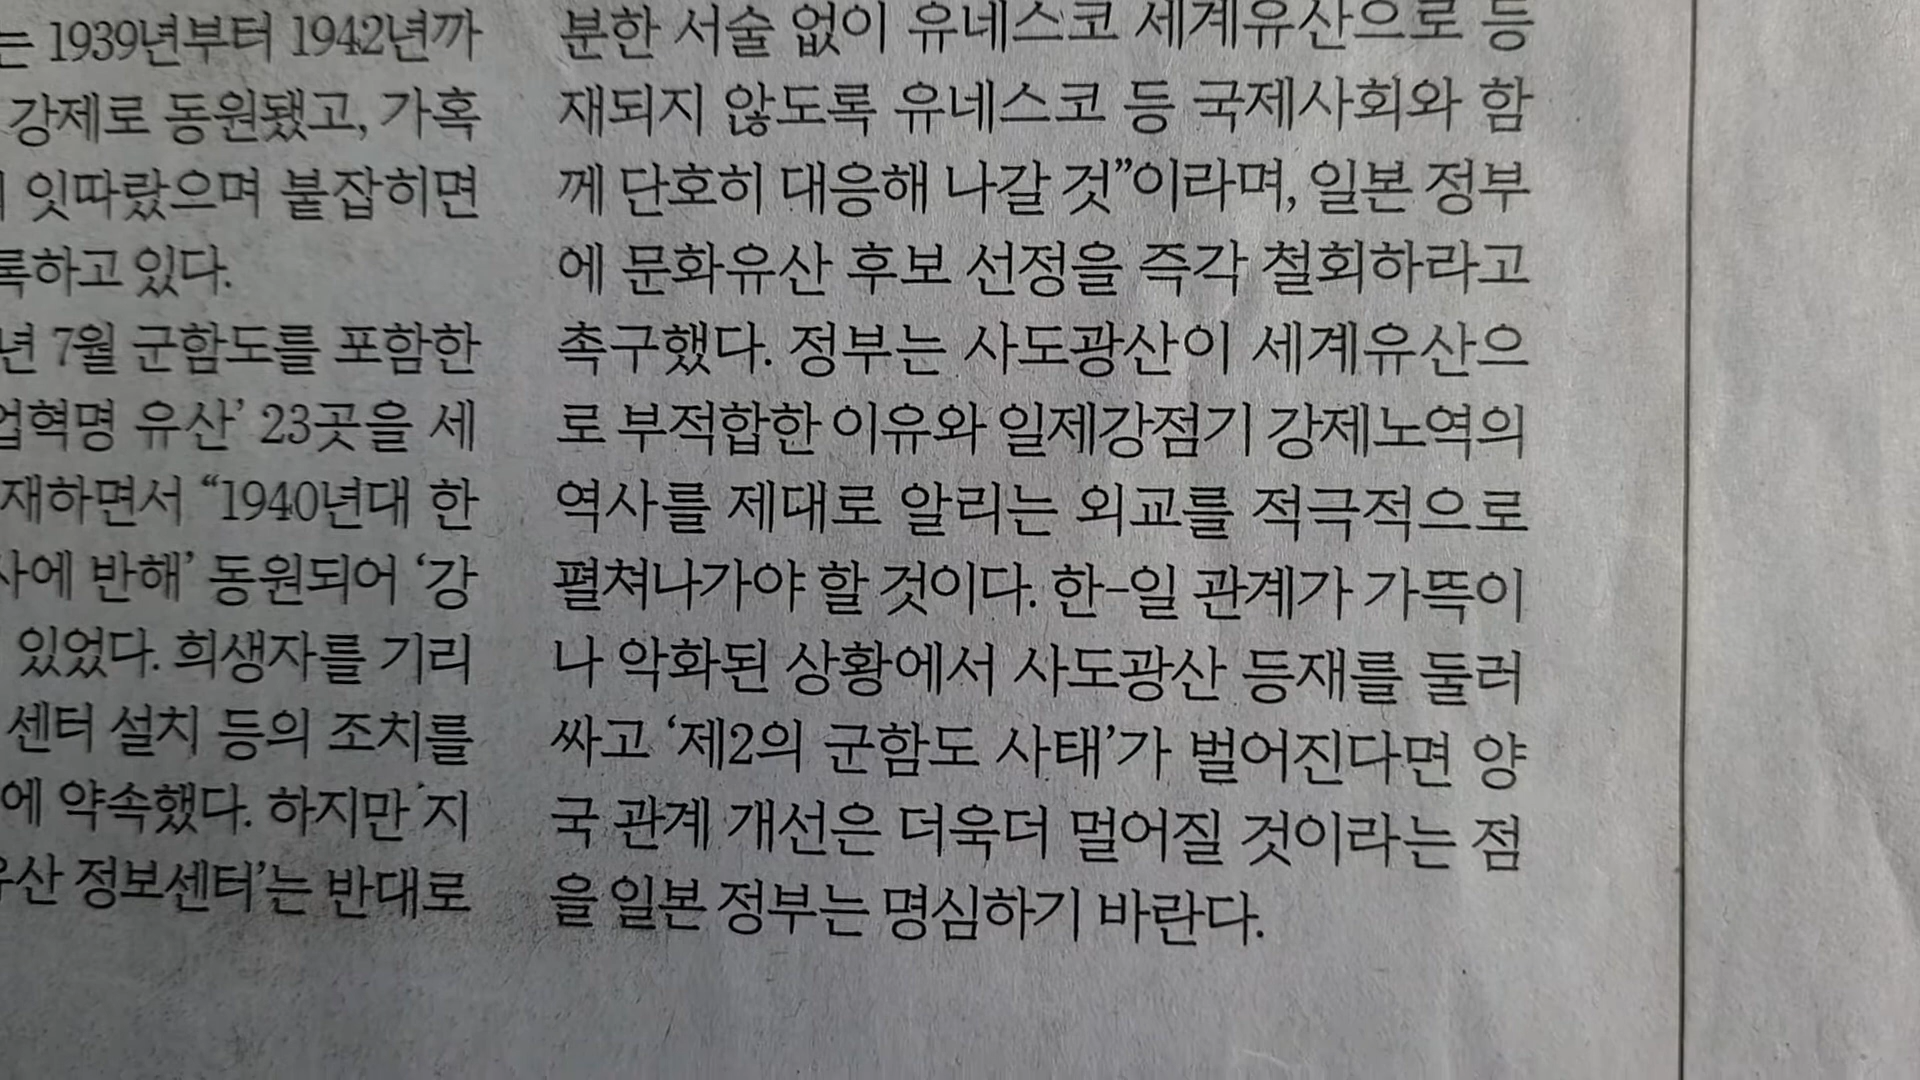 는 1939년부터 1942년까
강제로 동원됐고, 가혹
잇따랐으며 붙잡히면
록하고 있다.
년 7월 군함도를 포함한
업혁명 유산’ 23곳을 세
재하면서 “1940년대 한
사에 반해’ 동원되어 ‘강
있었다. 희생자를 기리
센터 설치 등의 조치를
에 약속했다. 하지만 지
유산 정보센터’는 반대로
분한 서술 없이 유네스코 세계유산으로 등
재되지 않도록 유네스코 등 국제사회와 함
께 단호히 대응해 나갈 것”이라며, 일본 정부
에 문화유산 후보 선정을 즉각 철회하라고
촉구했다. 정부는 사도광산이 세계유산으
로 부적합한 이유와 일제강점기 강제노역의
역사를 제대로 알리는 외교를 적극적으로
펼쳐나가야 할 것이다. 한-일 관계가 가뜩이
나 악화된 상황에서 사도광산 등재를 둘러
싸고 ‘제2의 군함도 사태’가 벌어진다면 양
국 관계 개선은 더욱더 멀어질 것이라는 점
을 일본 정부는 명심하기 바란다.